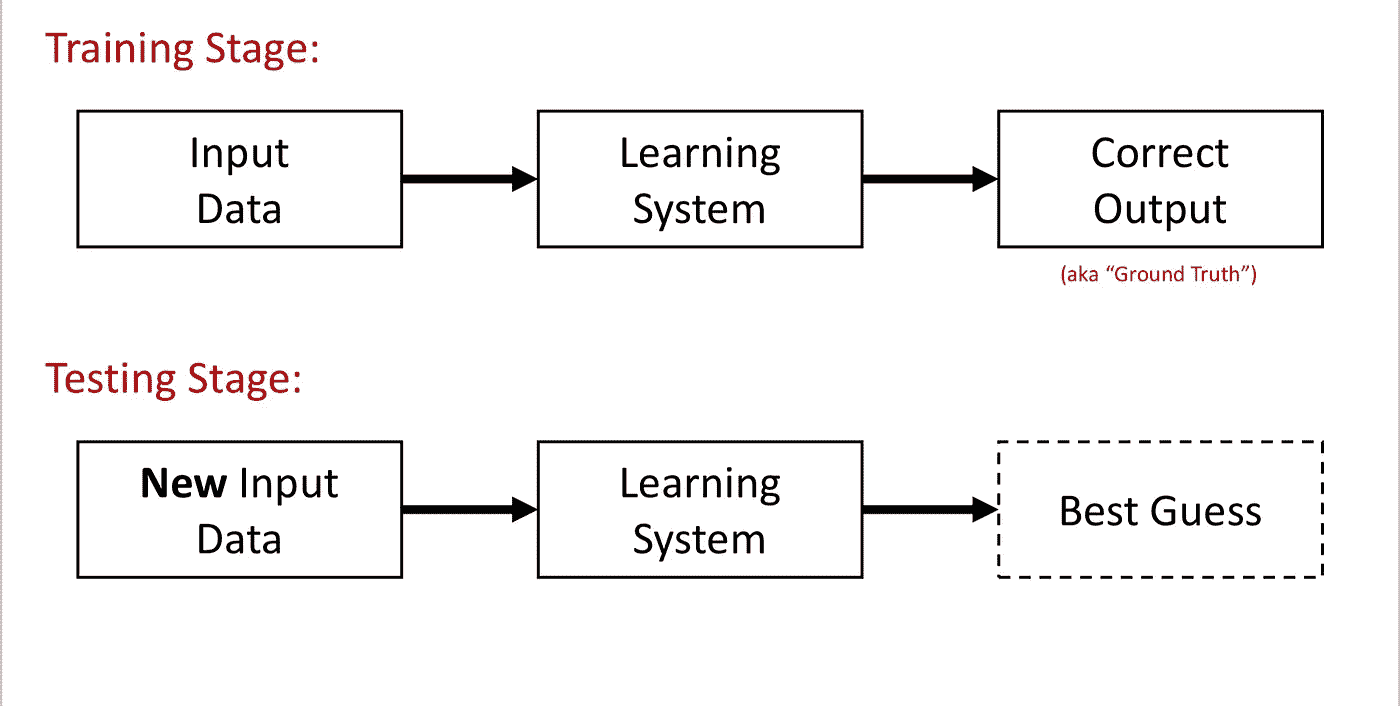 Training Stage:
Input
Data
Learning
System
Correct
Output
(aka “Ground Truth”)
Testing Stage:
New Input
Data
Learning
System
Best Guess